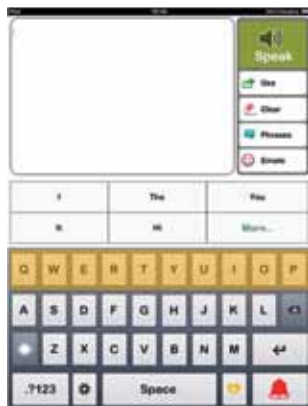 Speak
Use
Clear
Phrases
Emote
I The You
It Hi More...
Q W E R T Y U I O P
A S D F G H J K L
Z X C V B N M
.?123 Space